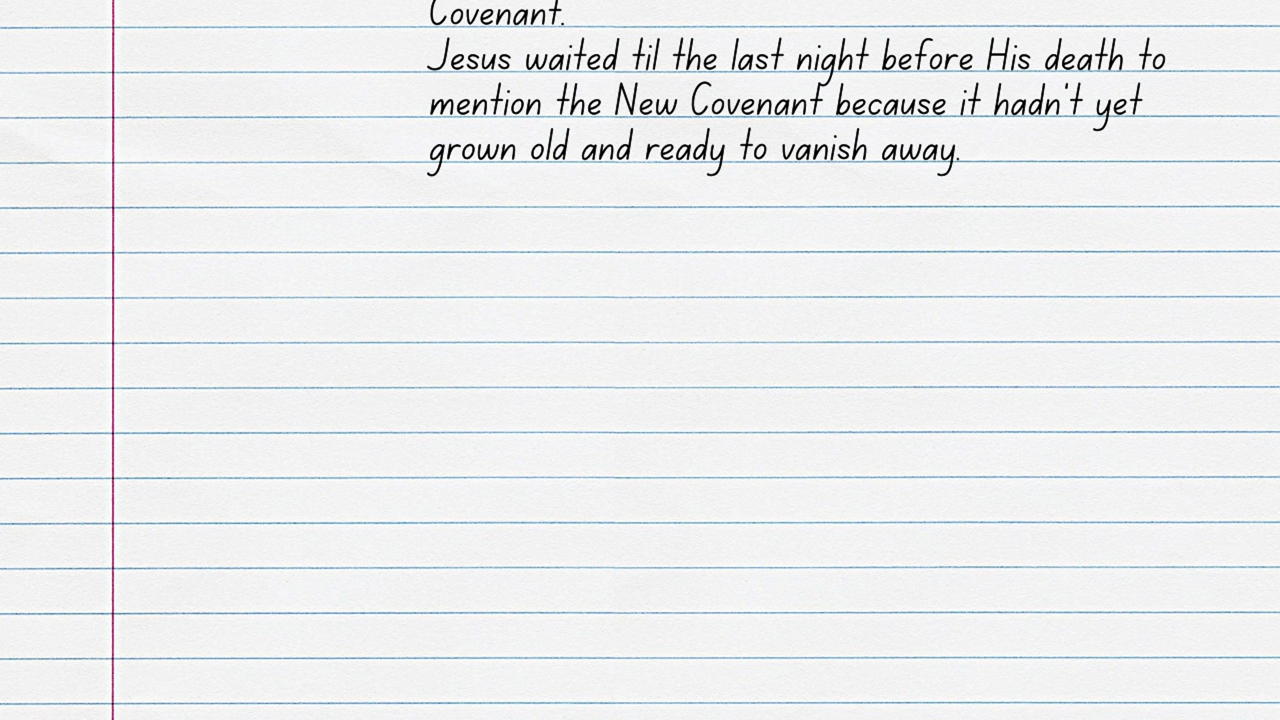 Covenant.
Jesus waited til the last night before His death to
mention the New Covenant because it hadn't yet
grown old and ready to vanish away.